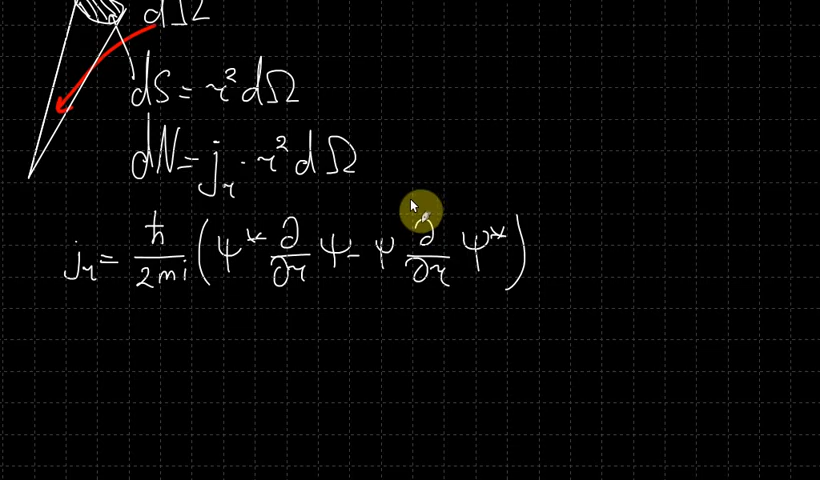 dΩ
dS = r² dΩ
dN = j_r · r² dΩ
j_r = ħ/2mi (ψ* ∂/∂r ψ - ψ ∂/∂r ψ*)